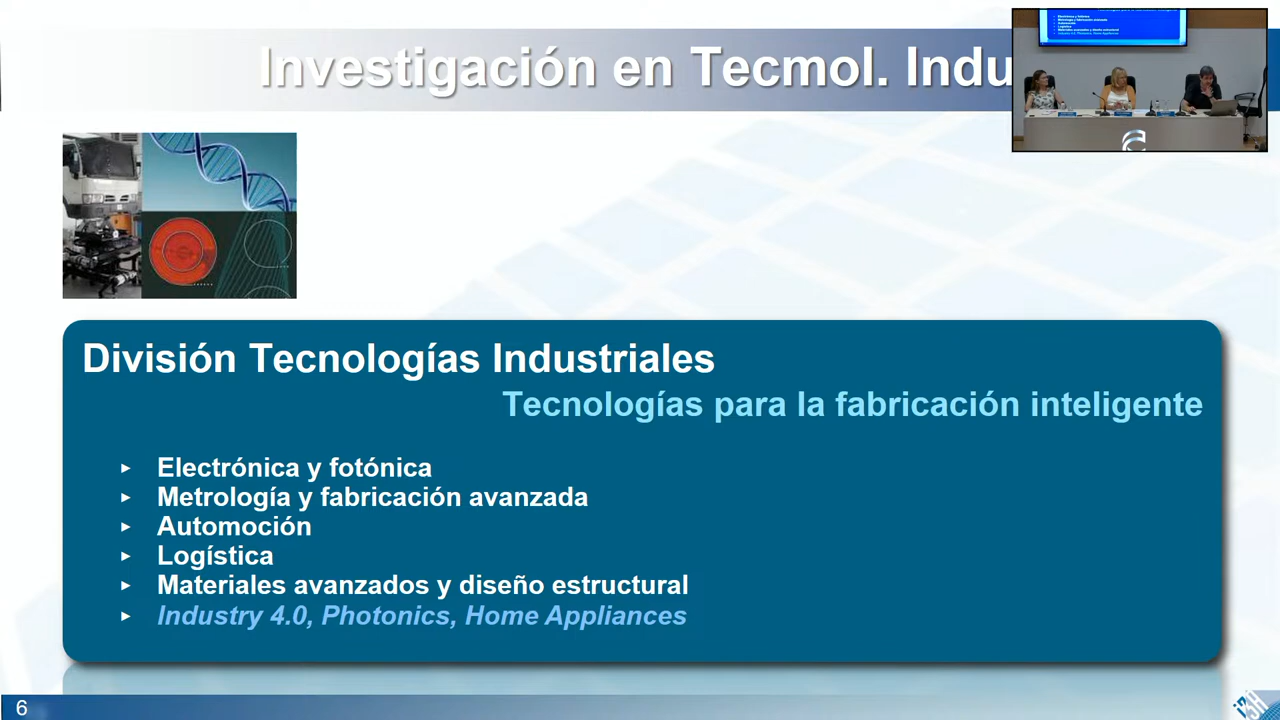 Investigación en Tecmol. Indu
División Tecnologías Industriales
Tecnologías para la fabricación inteligente
Electrónica y fotónica
Metrología y fabricación avanzada
Automoción
Logística
Materiales avanzados y diseño estructural
Industry 4.0, Photonics, Home Appliances
6
i3A